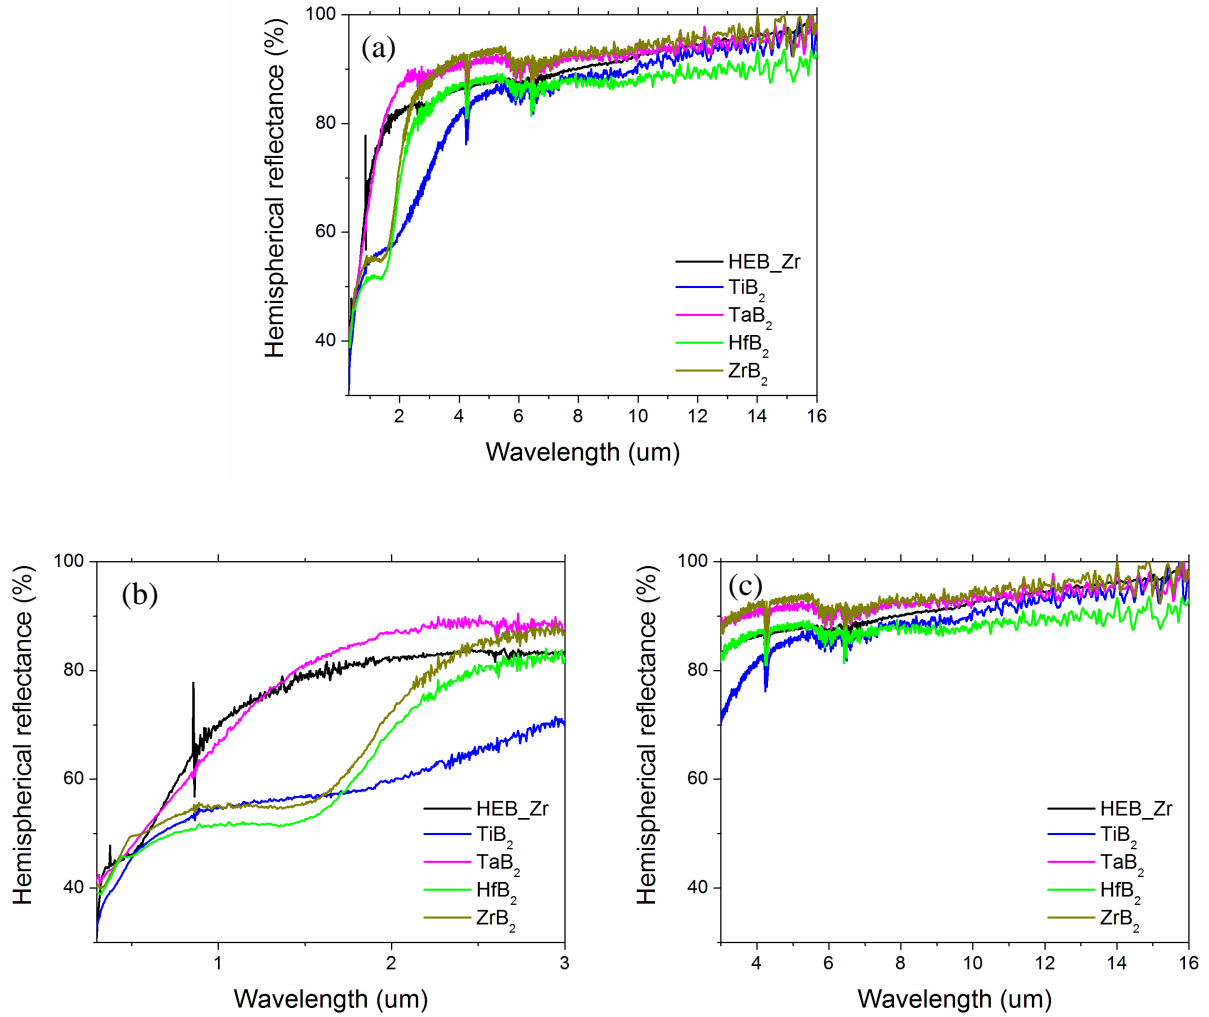 (a)
Hemispherical reflectance (%)
100
80
60
40
HEB_Zr
TiB2
TaB2
HfB2
ZrB2
2 4 6 8 10 12 14 16
Wavelength (um)
(b)
Hemispherical reflectance (%)
100
80
60
40
HEB_Zr
TiB2
TaB2
HfB2
ZrB2
1 2 3
Wavelength (um)
(c)
Hemispherical reflectance (%)
100
80
60
40
HEB_Zr
TiB2
TaB2
HfB2
ZrB2
4 6 8 10 12 14 16
Wavelength (um)